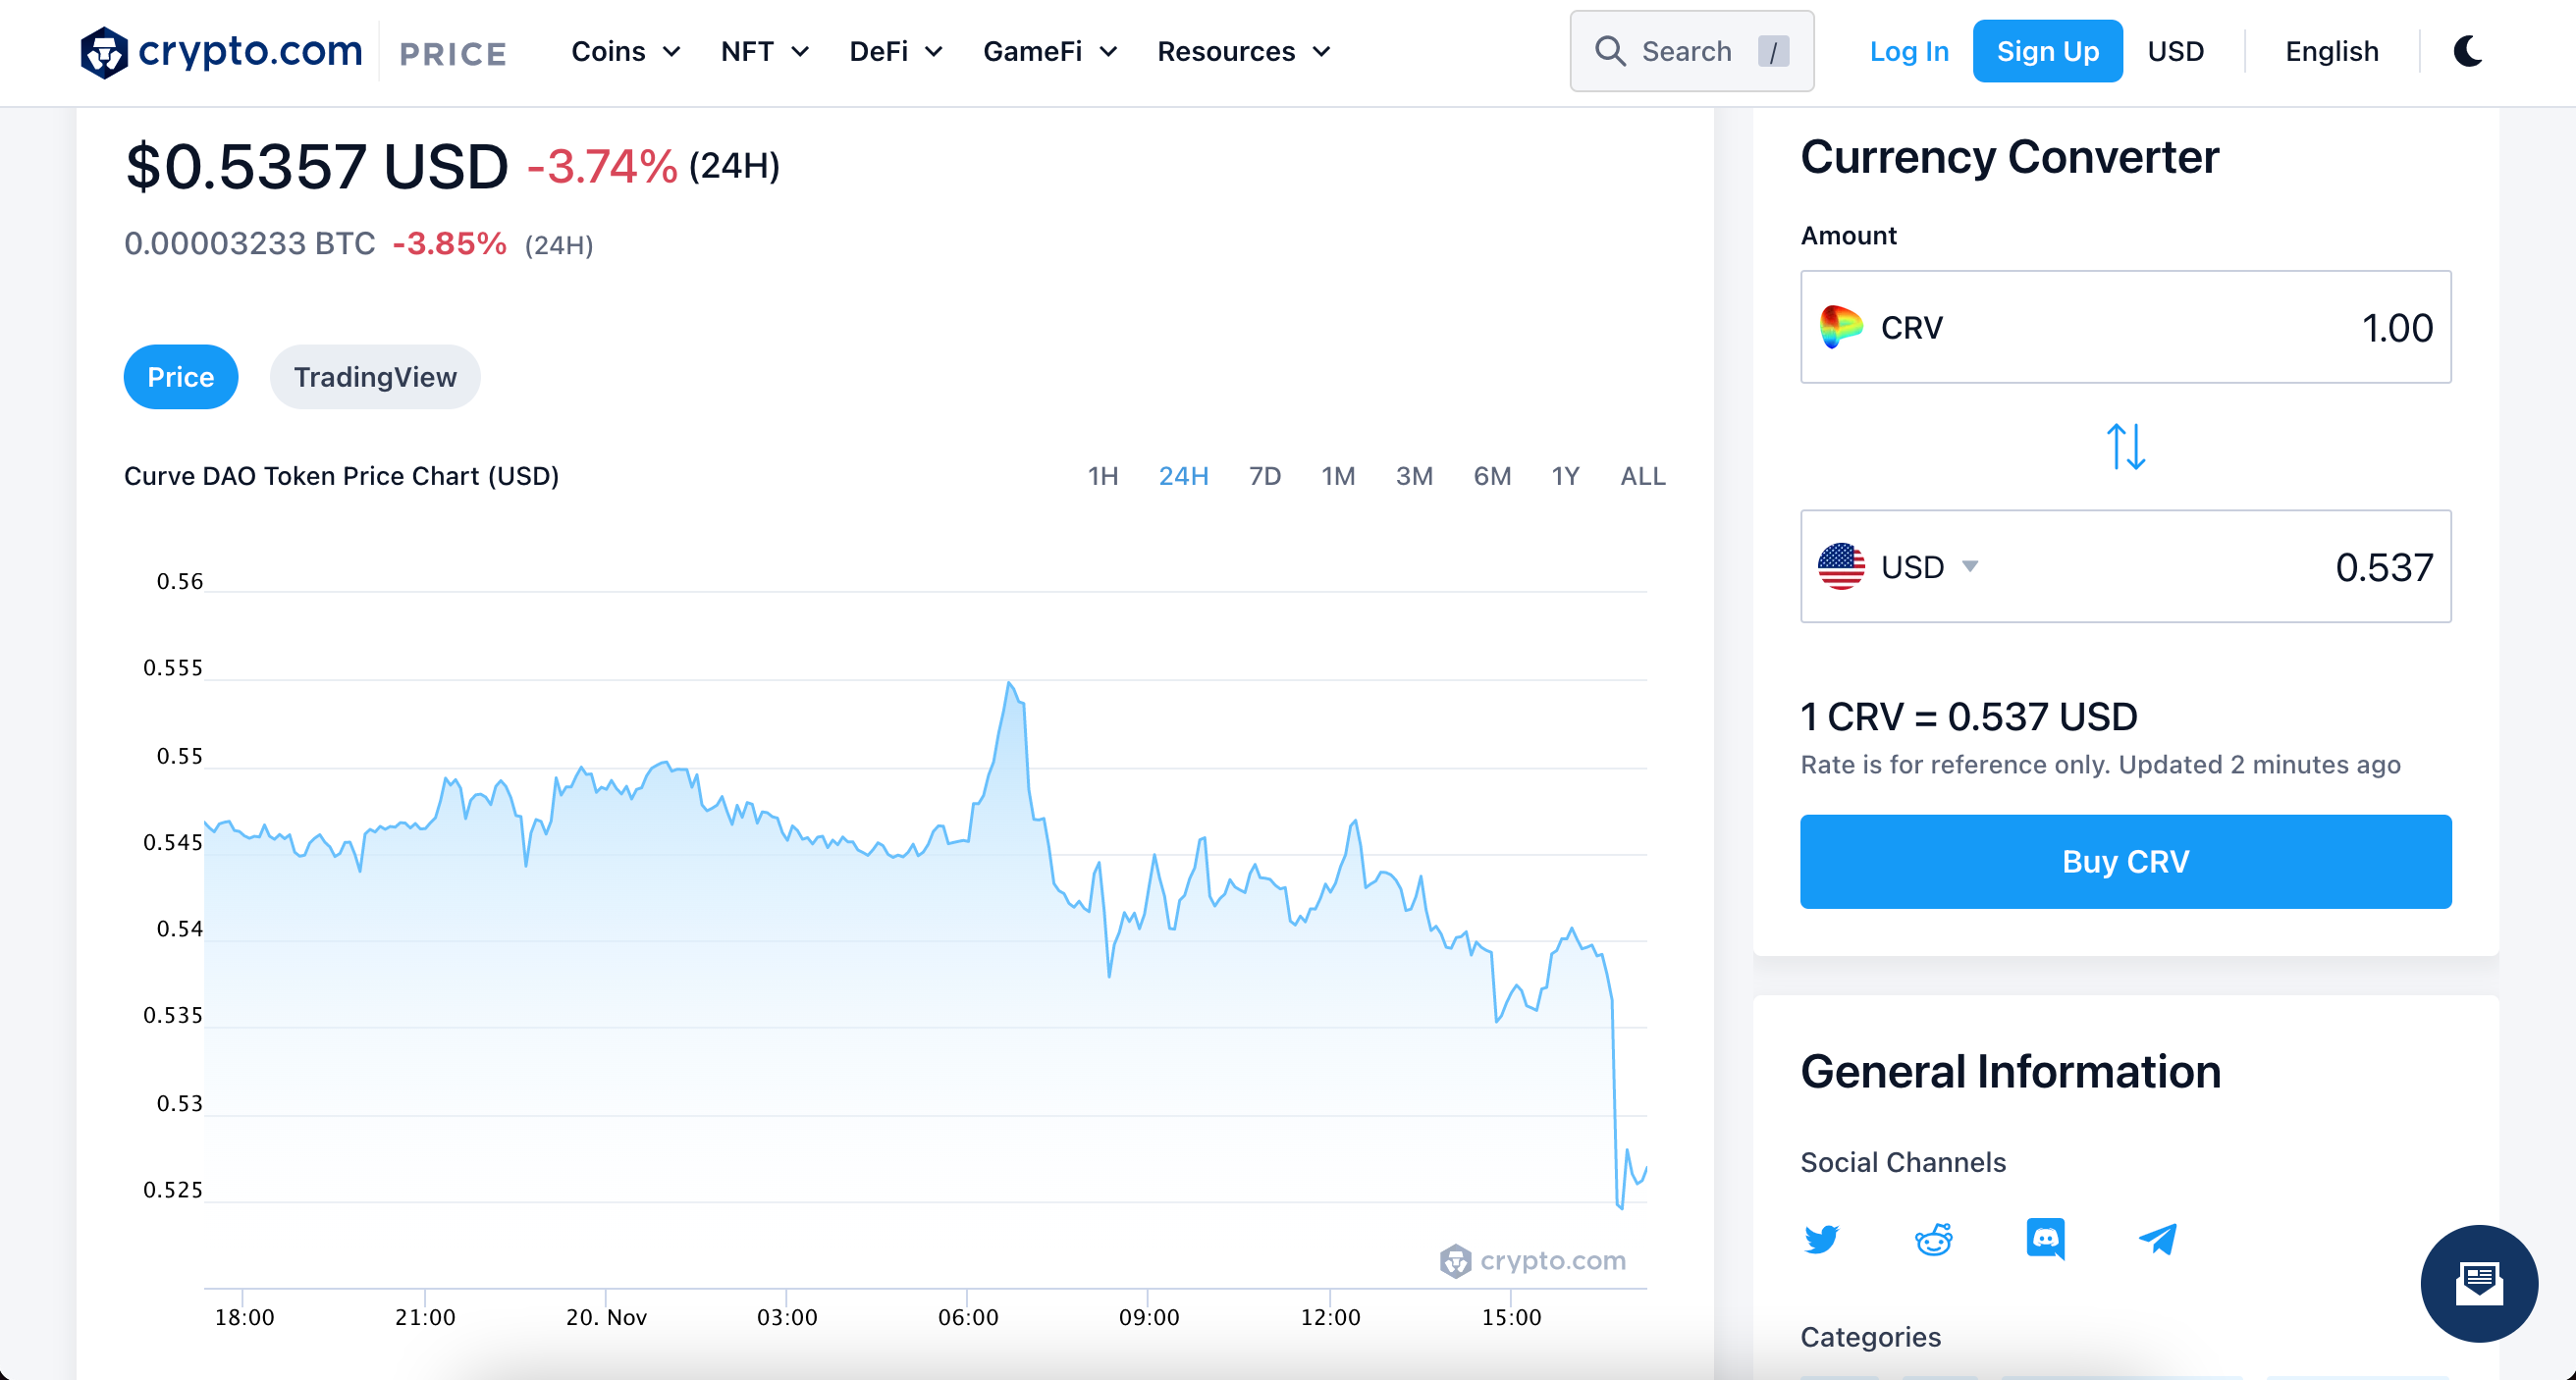 crypto.com PRICE Coins NFT DeFi GameFi Resources Search / Log In Sign Up USD English
$0.5357 USD -3.74% (24H)
0.00003233 BTC -3.85% (24H)
Price TradingView
Curve DAO Token Price Chart (USD) 1H 24H 7D 1M 3M 6M 1Y ALL
0.56
0.555
0.55
0.545
0.54
0.535
0.53
0.525
crypto.com
18:00 21:00 20. Nov 03:00 06:00 09:00 12:00 15:00
Currency Converter
Amount
CRV 1.00
USD 0.537
1 CRV = 0.537 USD
Rate is for reference only. Updated 2 minutes ago
Buy CRV
General Information
Social Channels
Categories